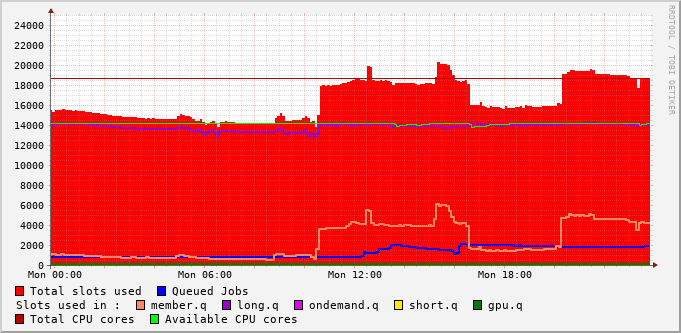 RRDTOOL / TOBI OETIKER
24000
22000
20000
18000
16000
14000
12000
10000
8000
6000
4000
2000
0
Mon 00:00 Mon 06:00 Mon 12:00 Mon 18:00
Total slots used Queued Jobs
Slots used in : member.q long.q ondemand.q short.q gpu.q
Total CPU cores Available CPU cores